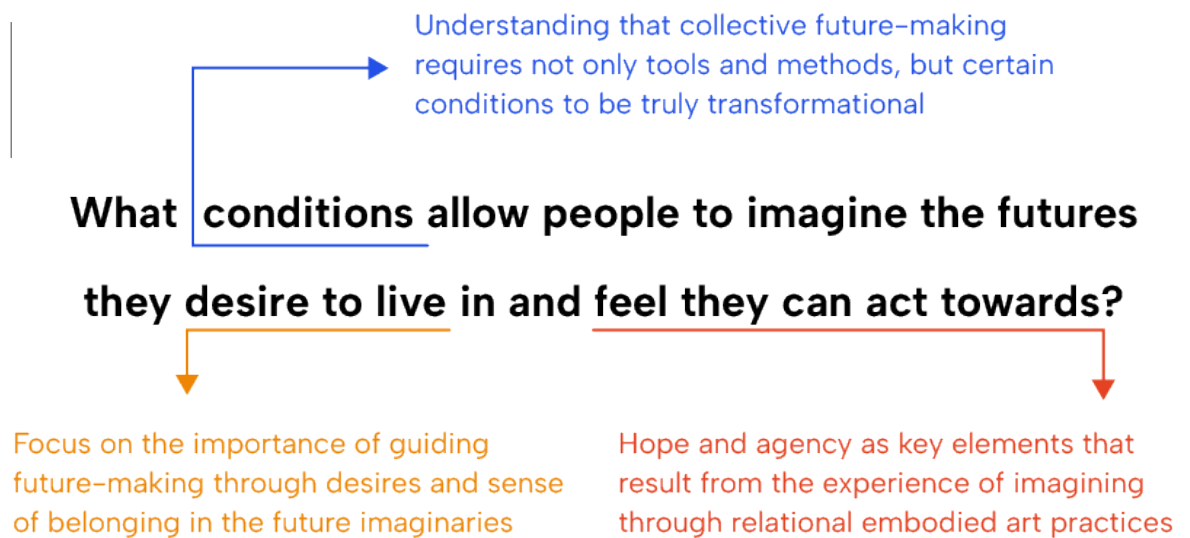 Understanding that collective future-making
requires not only tools and methods, but certain
conditions to be truly transformational
What conditions allow people to imagine the futures
they desire to live in and feel they can act towards?
Focus on the importance of guiding
future-making through desires and sense
of belonging in the future imaginaries
Hope and agency as key elements that
result from the experience of imagining
through relational embodied art practices